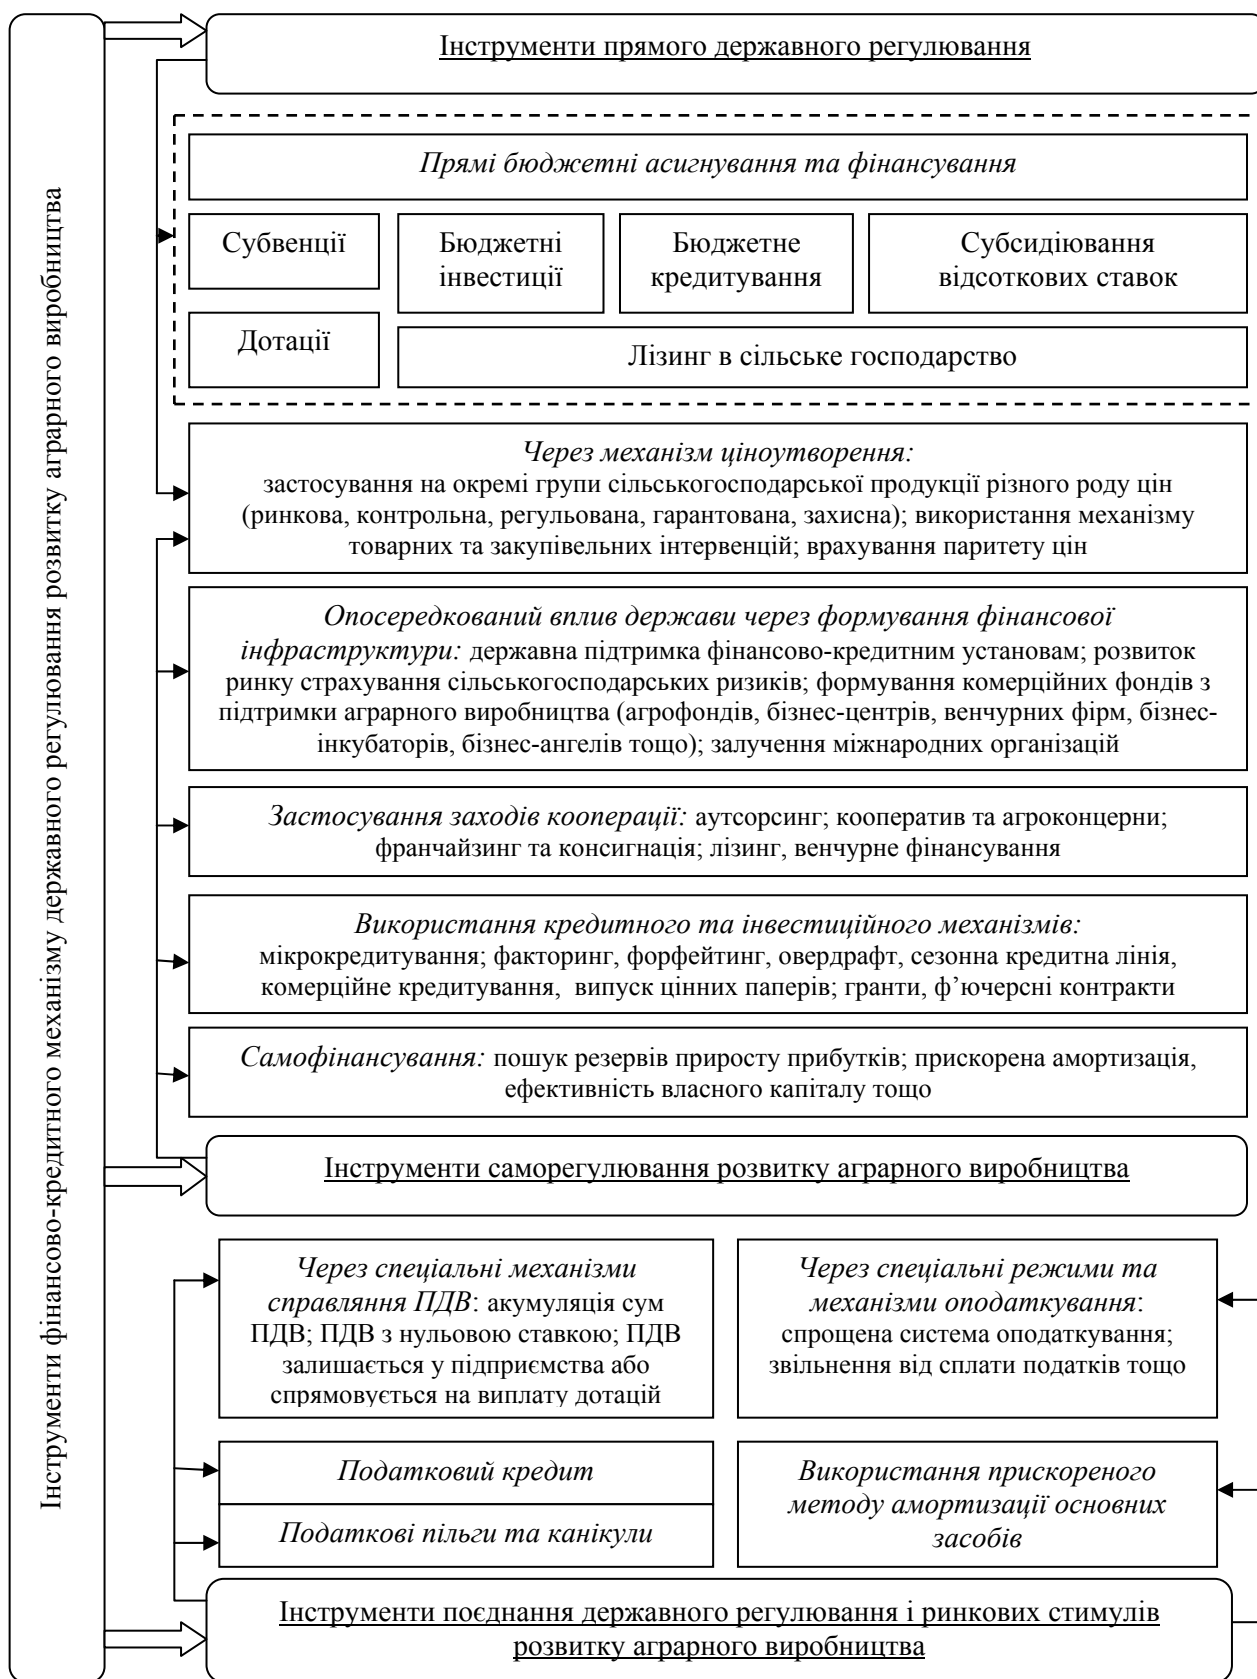 Інструменти фінансово-кредитного механізму державного регулювання розвитку аграрного виробництва
Інструменти прямого державного регулювання
Прямі бюджетні асигнування та фінансування
Субвенції
Бюджетні
інвестиції
Бюджетне
кредитування
Субсидіювання
відсоткових ставок
Дотації
Лізинг в сільське господарство
Через механізм ціноутворення:
застосування на окремі групи сільськогосподарської продукції різного роду цін
(ринкова, контрольна, регульована, гарантована, захисна); використання механізму
товарних та закупівельних інтервенцій; врахування паритету цін
Опосередкований вплив держави через формування фінансової
інфраструктури: державна підтримка фінансово-кредитним установам; розвиток
ринку страхування сільськогосподарських ризиків; формування комерційних фондів з
підтримки аграрного виробництва (агрофондів, бізнес-центрів, венчурних фірм, бізнес-
інкубаторів, бізнес-ангелів тощо); залучення міжнародних організацій
Застосування заходів кооперації: аутсорсинг; кооператив та агроконцерни;
франчайзинг та консигнація; лізинг, венчурне фінансування
Використання кредитного та інвестиційного механізмів:
мікрокредитування; факторинг, форфейтинг, овердрафт, сезонна кредитна лінія,
комерційне кредитування, випуск цінних паперів; гранти, ф’ючерсні контракти
Самофінансування: пошук резервів приросту прибутків; прискорена амортизація,
ефективність власного капіталу тощо
Інструменти саморегулювання розвитку аграрного виробництва
Через спеціальні механізми
справляння ПДВ: акумуляція сум
ПДВ; ПДВ з нульовою ставкою; ПДВ
залишається у підприємства або
спрямовується на виплату дотацій
Через спеціальні режими та
механізми оподаткування:
спрощена система оподаткування;
звільнення від сплати податків тощо
Податковий кредит
Податкові пільги та канікули
Використання прискореного
методу амортизації основних
засобів
Інструменти поєднання державного регулювання і ринкових стимулів
розвитку аграрного виробництва